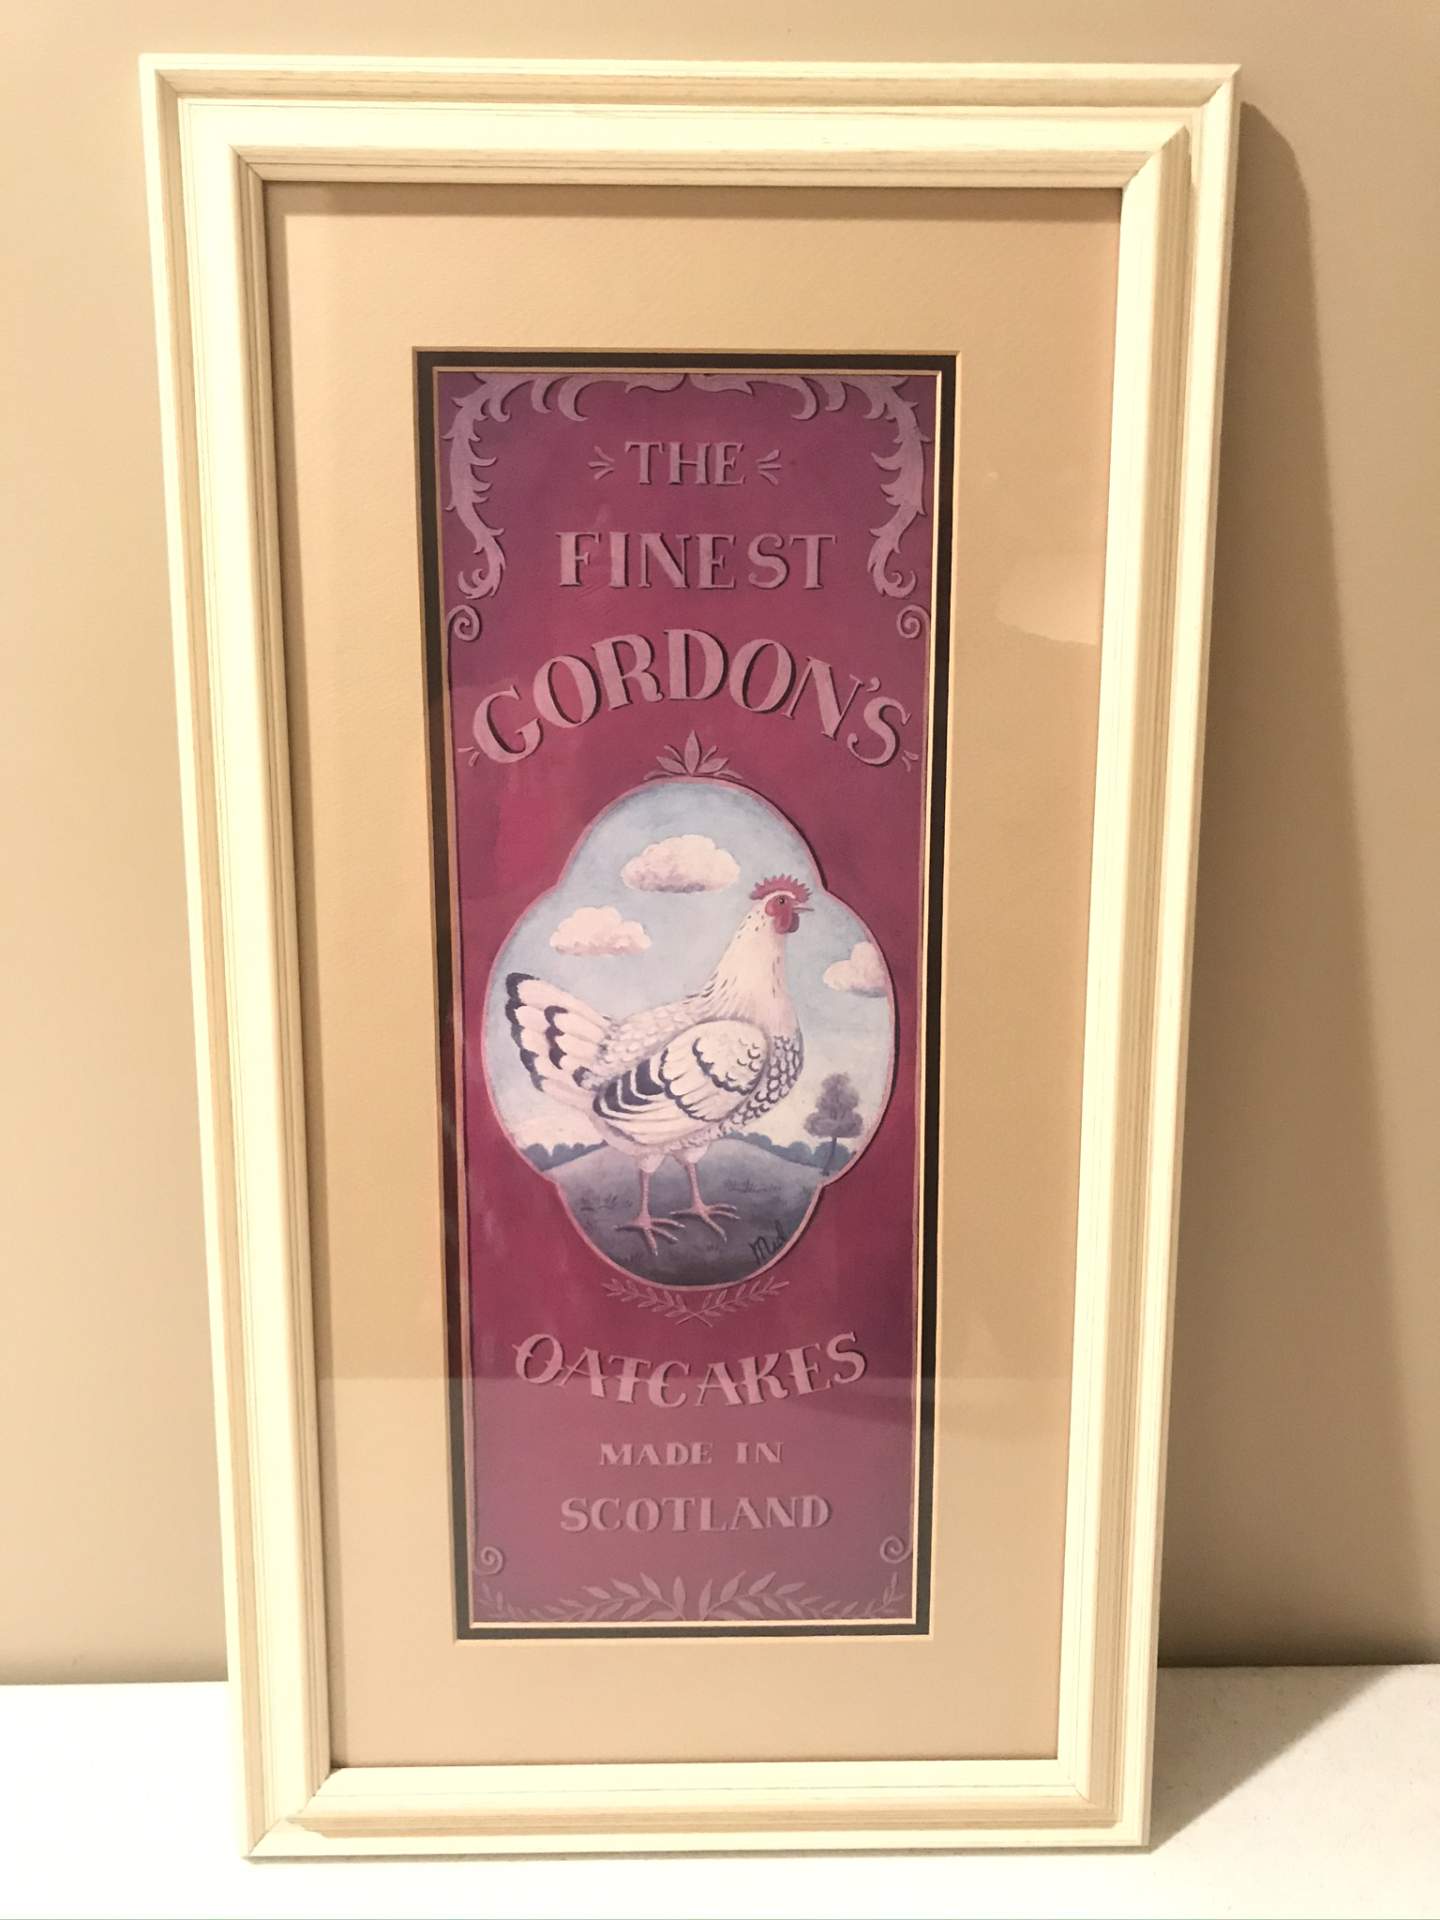 THE
FINEST
GORDON'S
OATCAKES
MADE IN
SCOTLAND